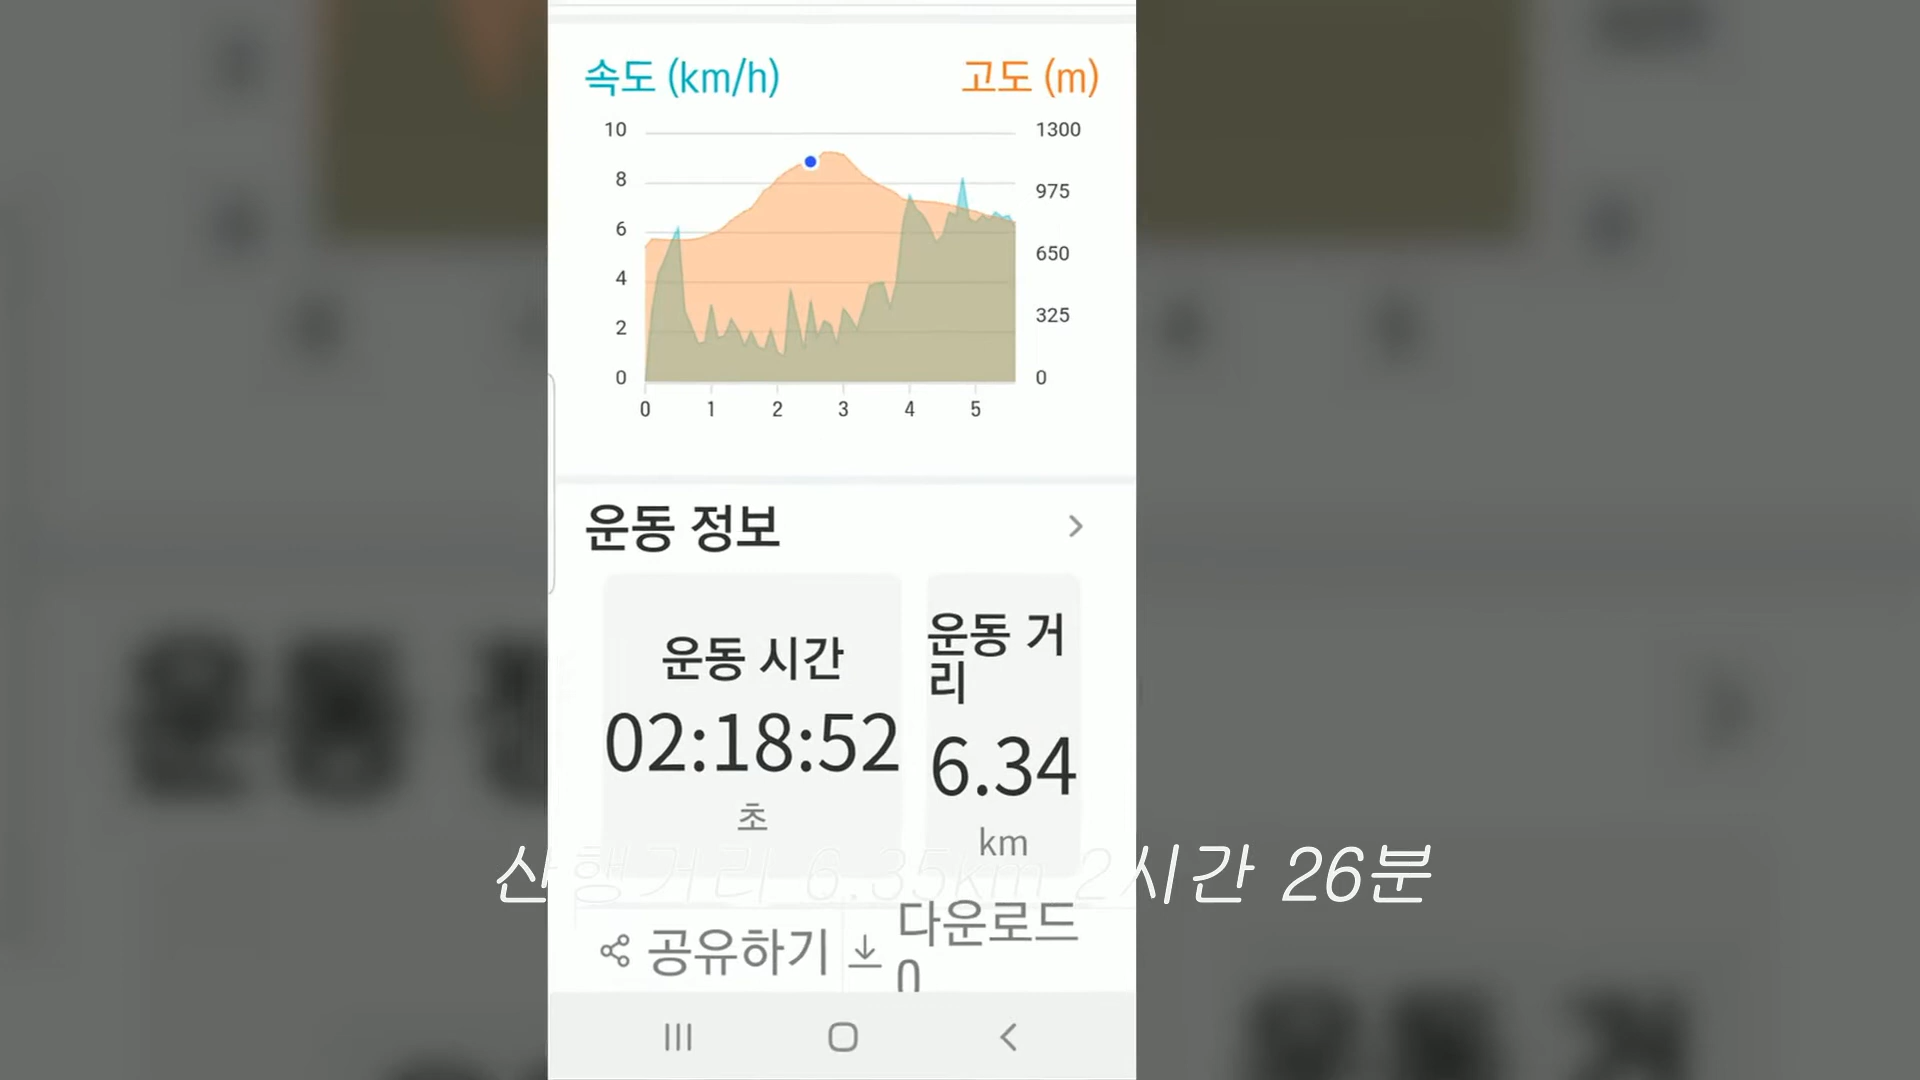 속도 (km/h) 고도 (m)
10 1300
8 975
6 650
4 325
2
0 0
0 1 2 3 4 5
운동 정보
운동 시간
02:18:52
초
운동 거
리
6.34
km
산행거리 6.35km 2시간 26분
공유하기
다운로드
0